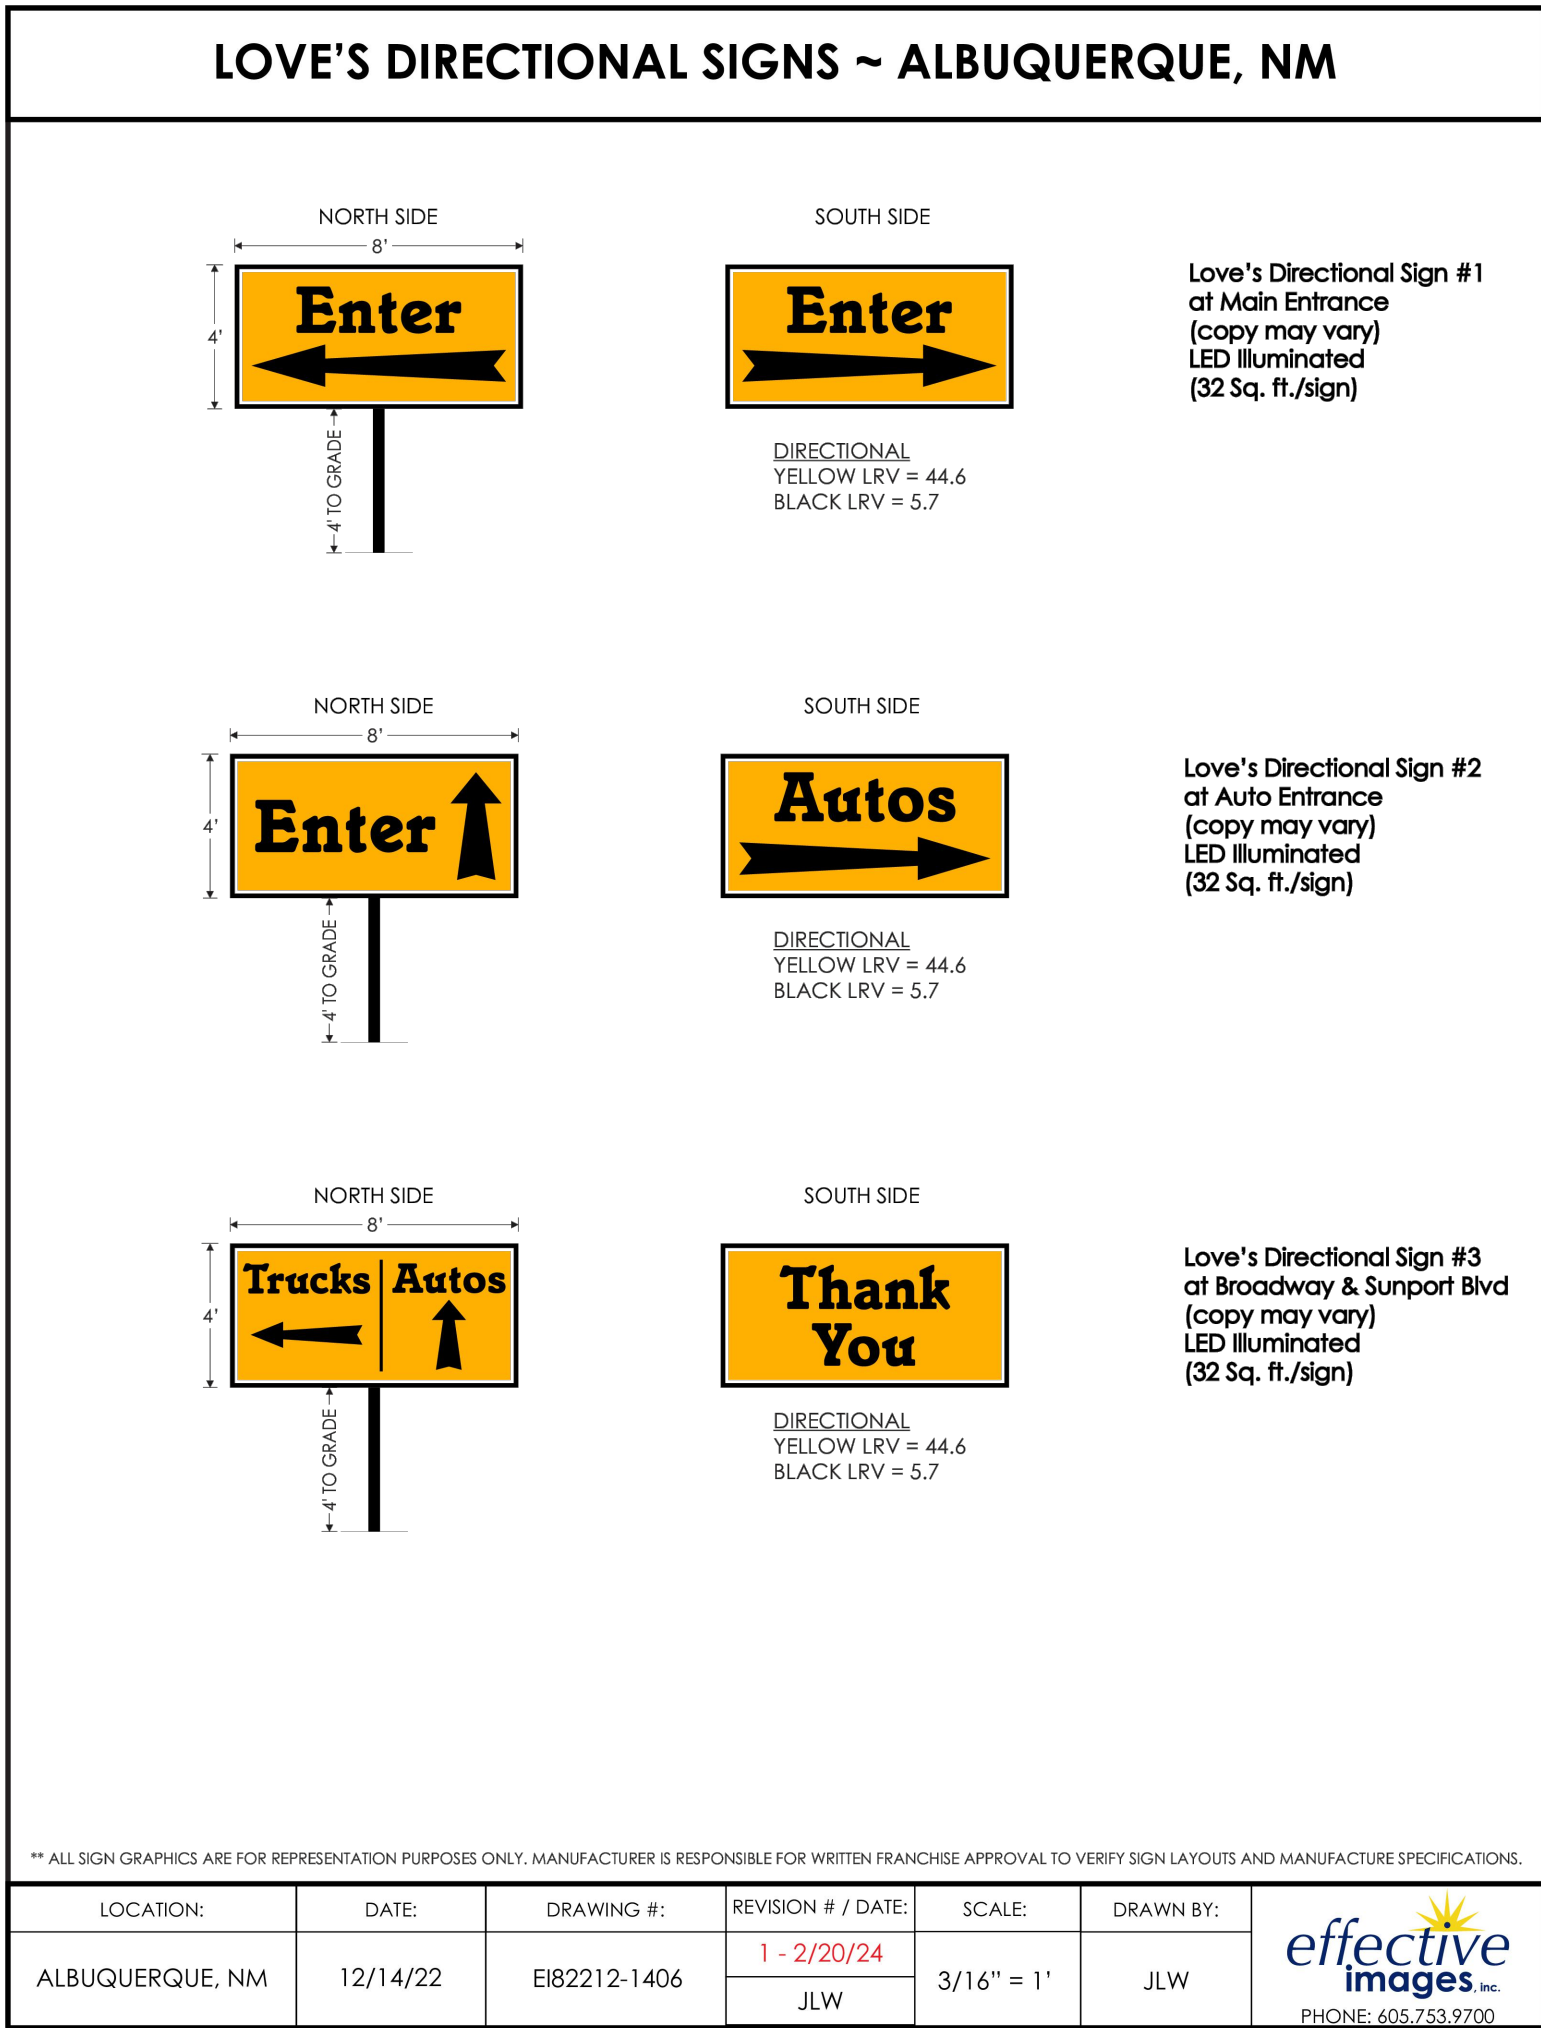 LOVE'S DIRECTIONAL SIGNS ~ ALBUQUERQUE, NM
NORTH SIDE
8'
4'
Enter
4' TO GRADE
SOUTH SIDE
Enter
DIRECTIONAL
YELLOW LRV = 44.6
BLACK LRV = 5.7
Love's Directional Sign #1
at Main Entrance
(copy may vary)
LED Illuminated
(32 Sq. ft./sign)
NORTH SIDE
8'
4'
Enter
4' TO GRADE
SOUTH SIDE
Autos
DIRECTIONAL
YELLOW LRV = 44.6
BLACK LRV = 5.7
Love's Directional Sign #2
at Auto Entrance
(copy may vary)
LED Illuminated
(32 Sq. ft./sign)
NORTH SIDE
8'
4'
Trucks Autos
4' TO GRADE
SOUTH SIDE
Thank
You
DIRECTIONAL
YELLOW LRV = 44.6
BLACK LRV = 5.7
Love's Directional Sign #3
at Broadway & Sunport Blvd
(copy may vary)
LED Illuminated
(32 Sq. ft./sign)
** ALL SIGN GRAPHICS ARE FOR REPRESENTATION PURPOSES ONLY. MANUFACTURER IS RESPONSIBLE FOR WRITTEN FRANCHISE APPROVAL TO VERIFY SIGN LAYOUTS AND MANUFACTURE SPECIFICATIONS.
LOCATION:
ALBUQUERQUE, NM
DATE:
12/14/22
DRAWING #:
EI82212-1406
REVISION # / DATE:
1 - 2/20/24
JLW
SCALE:
3/16" = 1'
DRAWN BY:
JLW
effective
images, inc.
PHONE: 605.753.9700